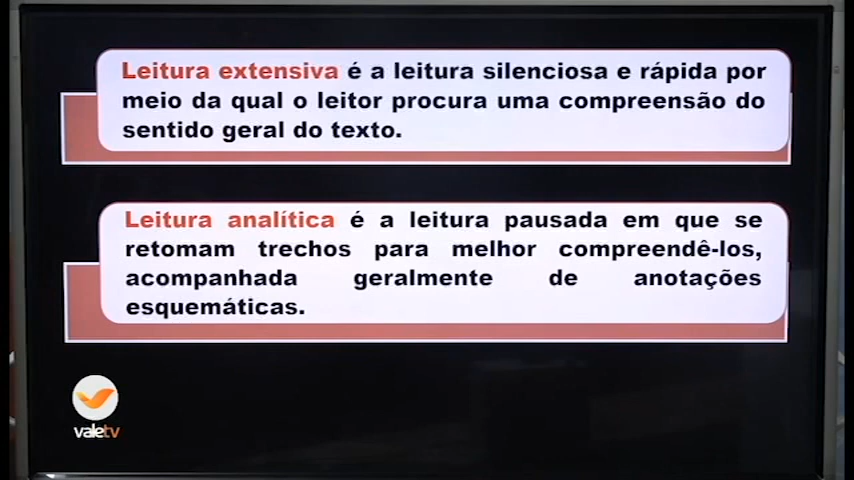 Leitura extensiva é a leitura silenciosa e rápida por
meio da qual o leitor procura uma compreensão do
sentido geral do texto.
Leitura analítica é a leitura pausada em que se
retomam trechos para melhor compreendê-los,
acompanhada geralmente de anotações
esquemáticas.
valetv